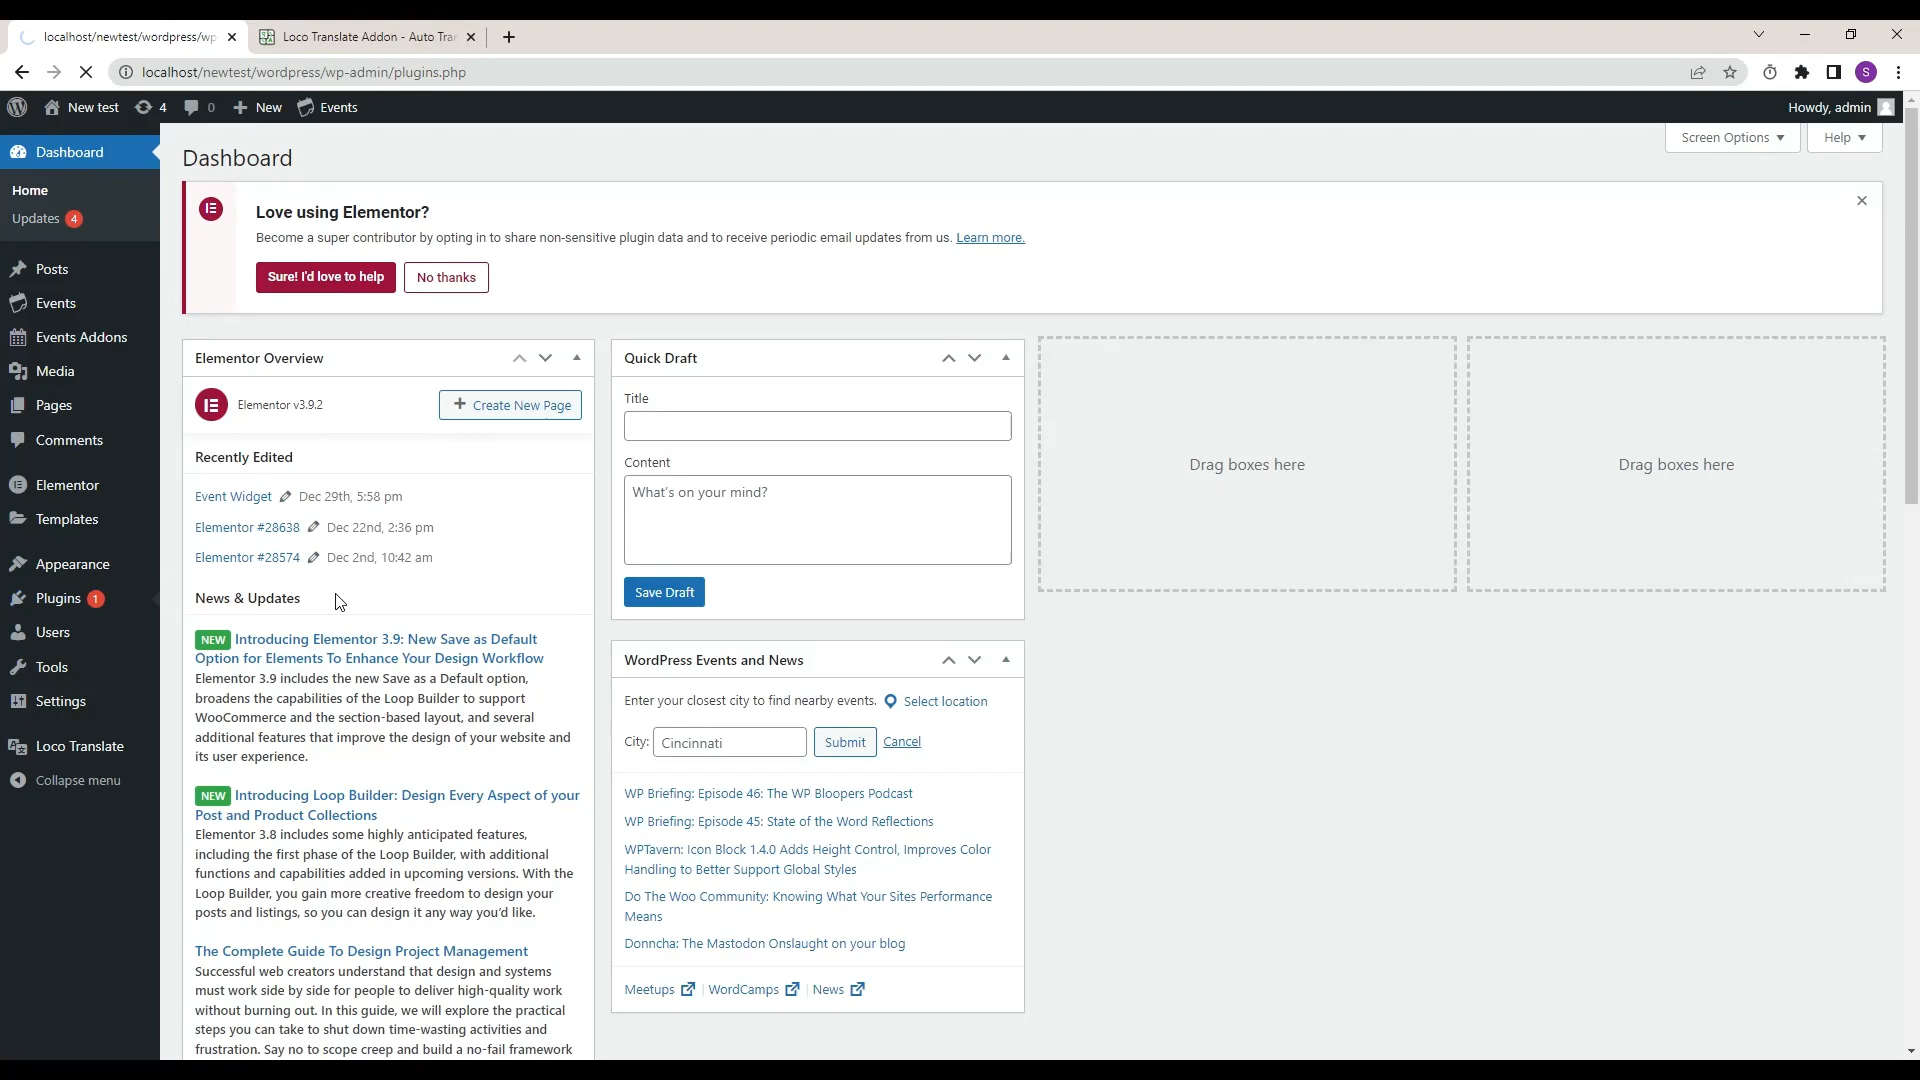 localhost/newtest/wordpress/wp-
Loco Translate Addon - Auto Tra
localhost/newtest/wordpress/wp-admin/plugins.php
S
New test
4
0
New
Events
Howdy, admin
Screen Options
Help
Dashboard
Home
Updates 4
Posts
Events
Events Addons
Media
Pages
Comments
Elementor
Templates
Appearance
Plugins 1
Users
Tools
Settings
Loco Translate
Collapse menu
Dashboard
Love using Elementor?
Become a super contributor by opting in to share non-sensitive plugin data and to receive periodic email updates from us. Learn more.
Sure! I'd love to help
No thanks
Elementor Overview
Elementor v3.9.2
Create New Page
Recently Edited
Event Widget Dec 29th, 5:58 pm
Elementor #28638 Dec 22nd, 2:36 pm
Elementor #28574 Dec 2nd, 10:42 am
News & Updates
NEW Introducing Elementor 3.9: New Save as Default
Option for Elements To Enhance Your Design Workflow
Elementor 3.9 includes the new Save as a Default option,
broadens the capabilities of the Loop Builder to support
WooCommerce and the section-based layout, and several
additional features that improve the design of your website and
its user experience.
NEW Introducing Loop Builder: Design Every Aspect of your
Post and Product Collections
Elementor 3.8 includes some highly anticipated features,
including the first phase of the Loop Builder, with additional
functions and capabilities added in upcoming versions. With the
Loop Builder, you gain more creative freedom to design your
posts and listings, so you can design it any way you'd like.
The Complete Guide To Design Project Management
Successful web creators understand that design and systems
must work side by side for people to deliver high-quality work
without burning out. In this guide, we will explore the practical
steps you can take to shut down time-wasting activities and
frustration. Say no to scope creep and build a no-fail framework
Quick Draft
Title
Content
What's on your mind?
Save Draft
WordPress Events and News
Enter your closest city to find nearby events. Select location
City: Cincinnati Submit Cancel
WP Briefing: Episode 46: The WP Bloopers Podcast
WP Briefing: Episode 45: State of the Word Reflections
WPTavern: Icon Block 1.4.0 Adds Height Control, Improves Color
Handling to Better Support Global Styles
Do The Woo Community: Knowing What Your Sites Performance
Means
Donncha: The Mastodon Onslaught on your blog
Meetups | WordCamps | News
Drag boxes here
Drag boxes here